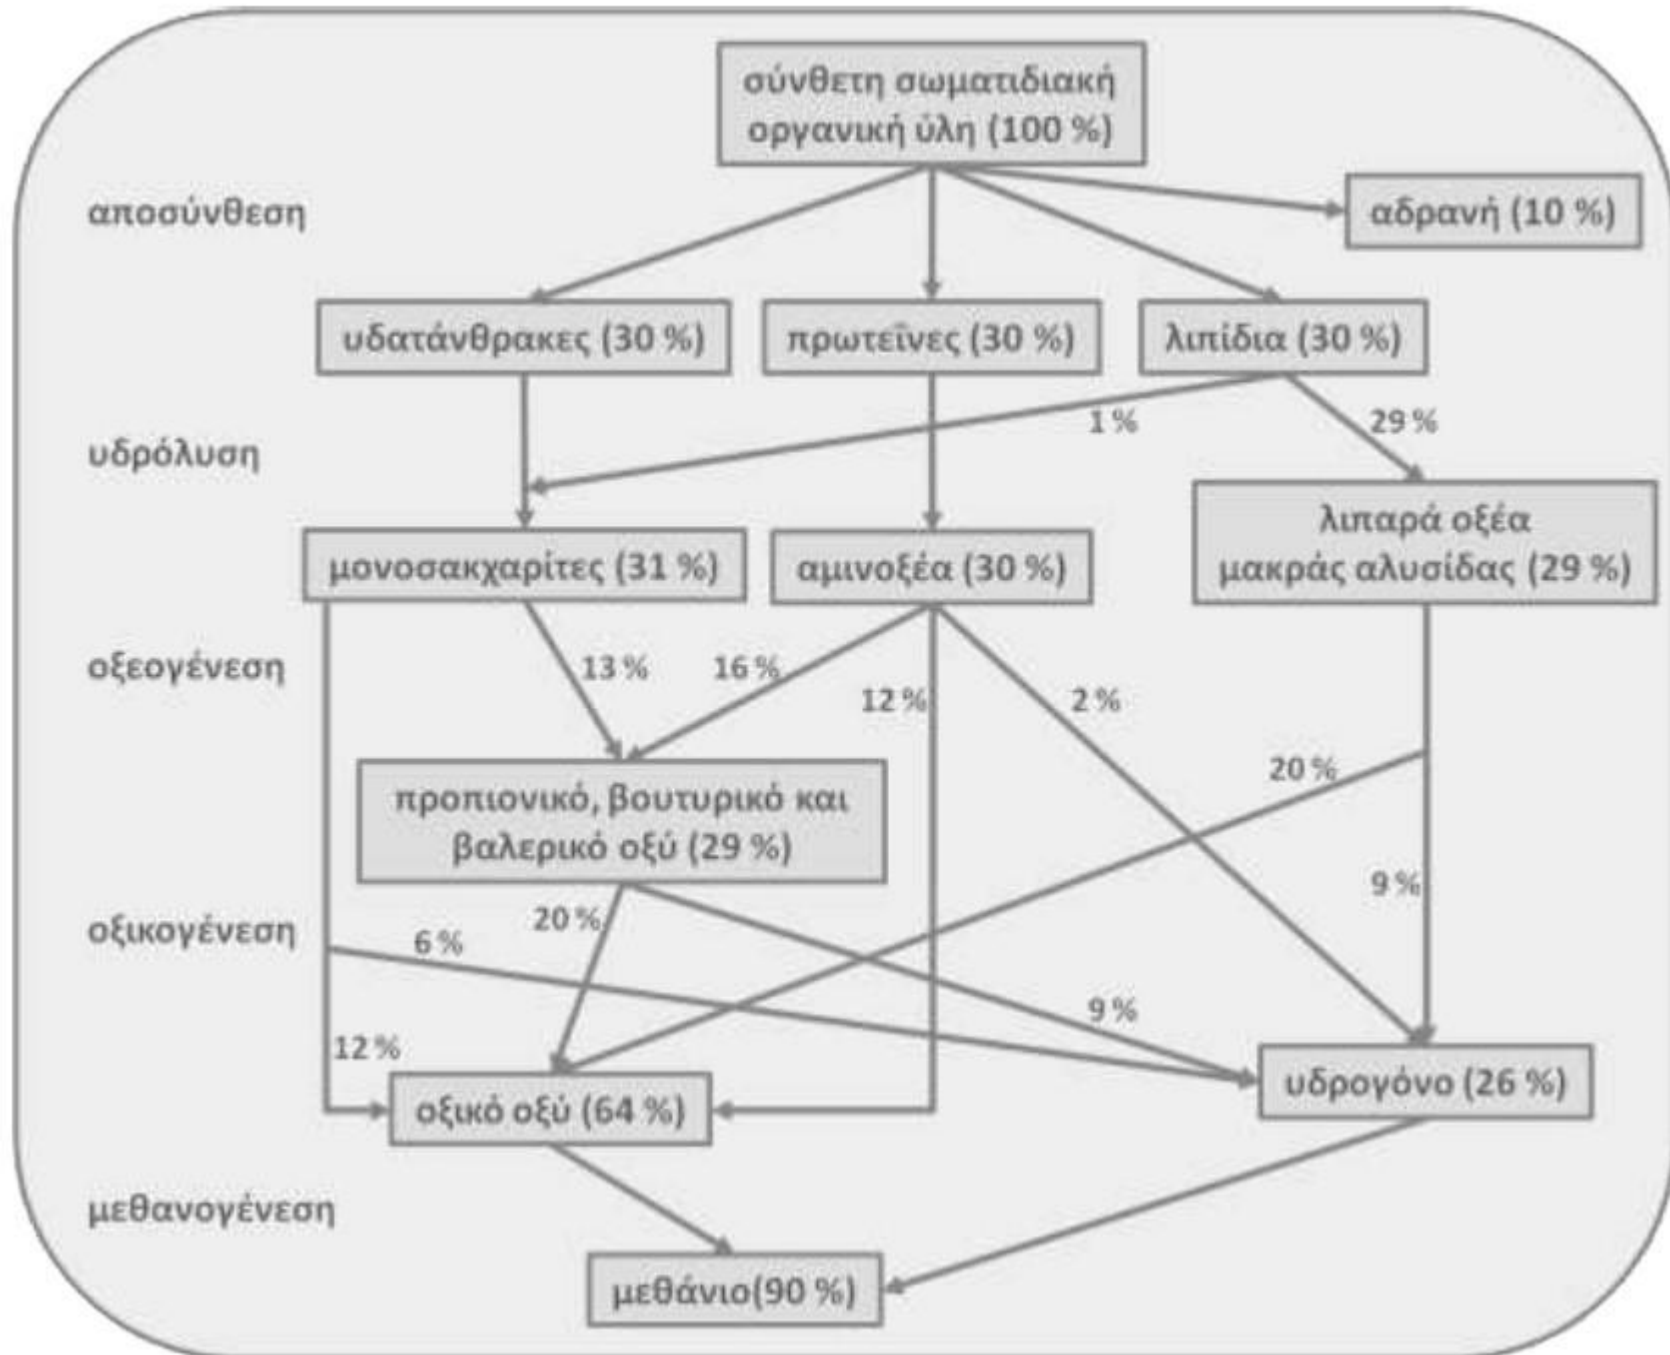 σύνθετη σωματιδιακή
οργανική ύλη (100 %)
αποσύνθεση
αδρανή (10 %)
υδατάνθρακες (30 %)
πρωτεΐνες (30 %)
λιπίδια (30 %)
1 %
29 %
υδρόλυση
λιπαρά οξέα
μακράς αλυσίδας (29 %)
μονοσακχαρίτες (31 %)
αμινοξέα (30 %)
οξεογένεση
13 %
16 %
12 %
2 %
20 %
προπιονικό, βουτυρικό και
βαλερικό οξύ (29 %)
9 %
οξικογένεση
6 %
20 %
9 %
12 %
οξικό οξύ (64 %)
υδρογόνο (26 %)
μεθανογένεση
μεθάνιο(90 %)